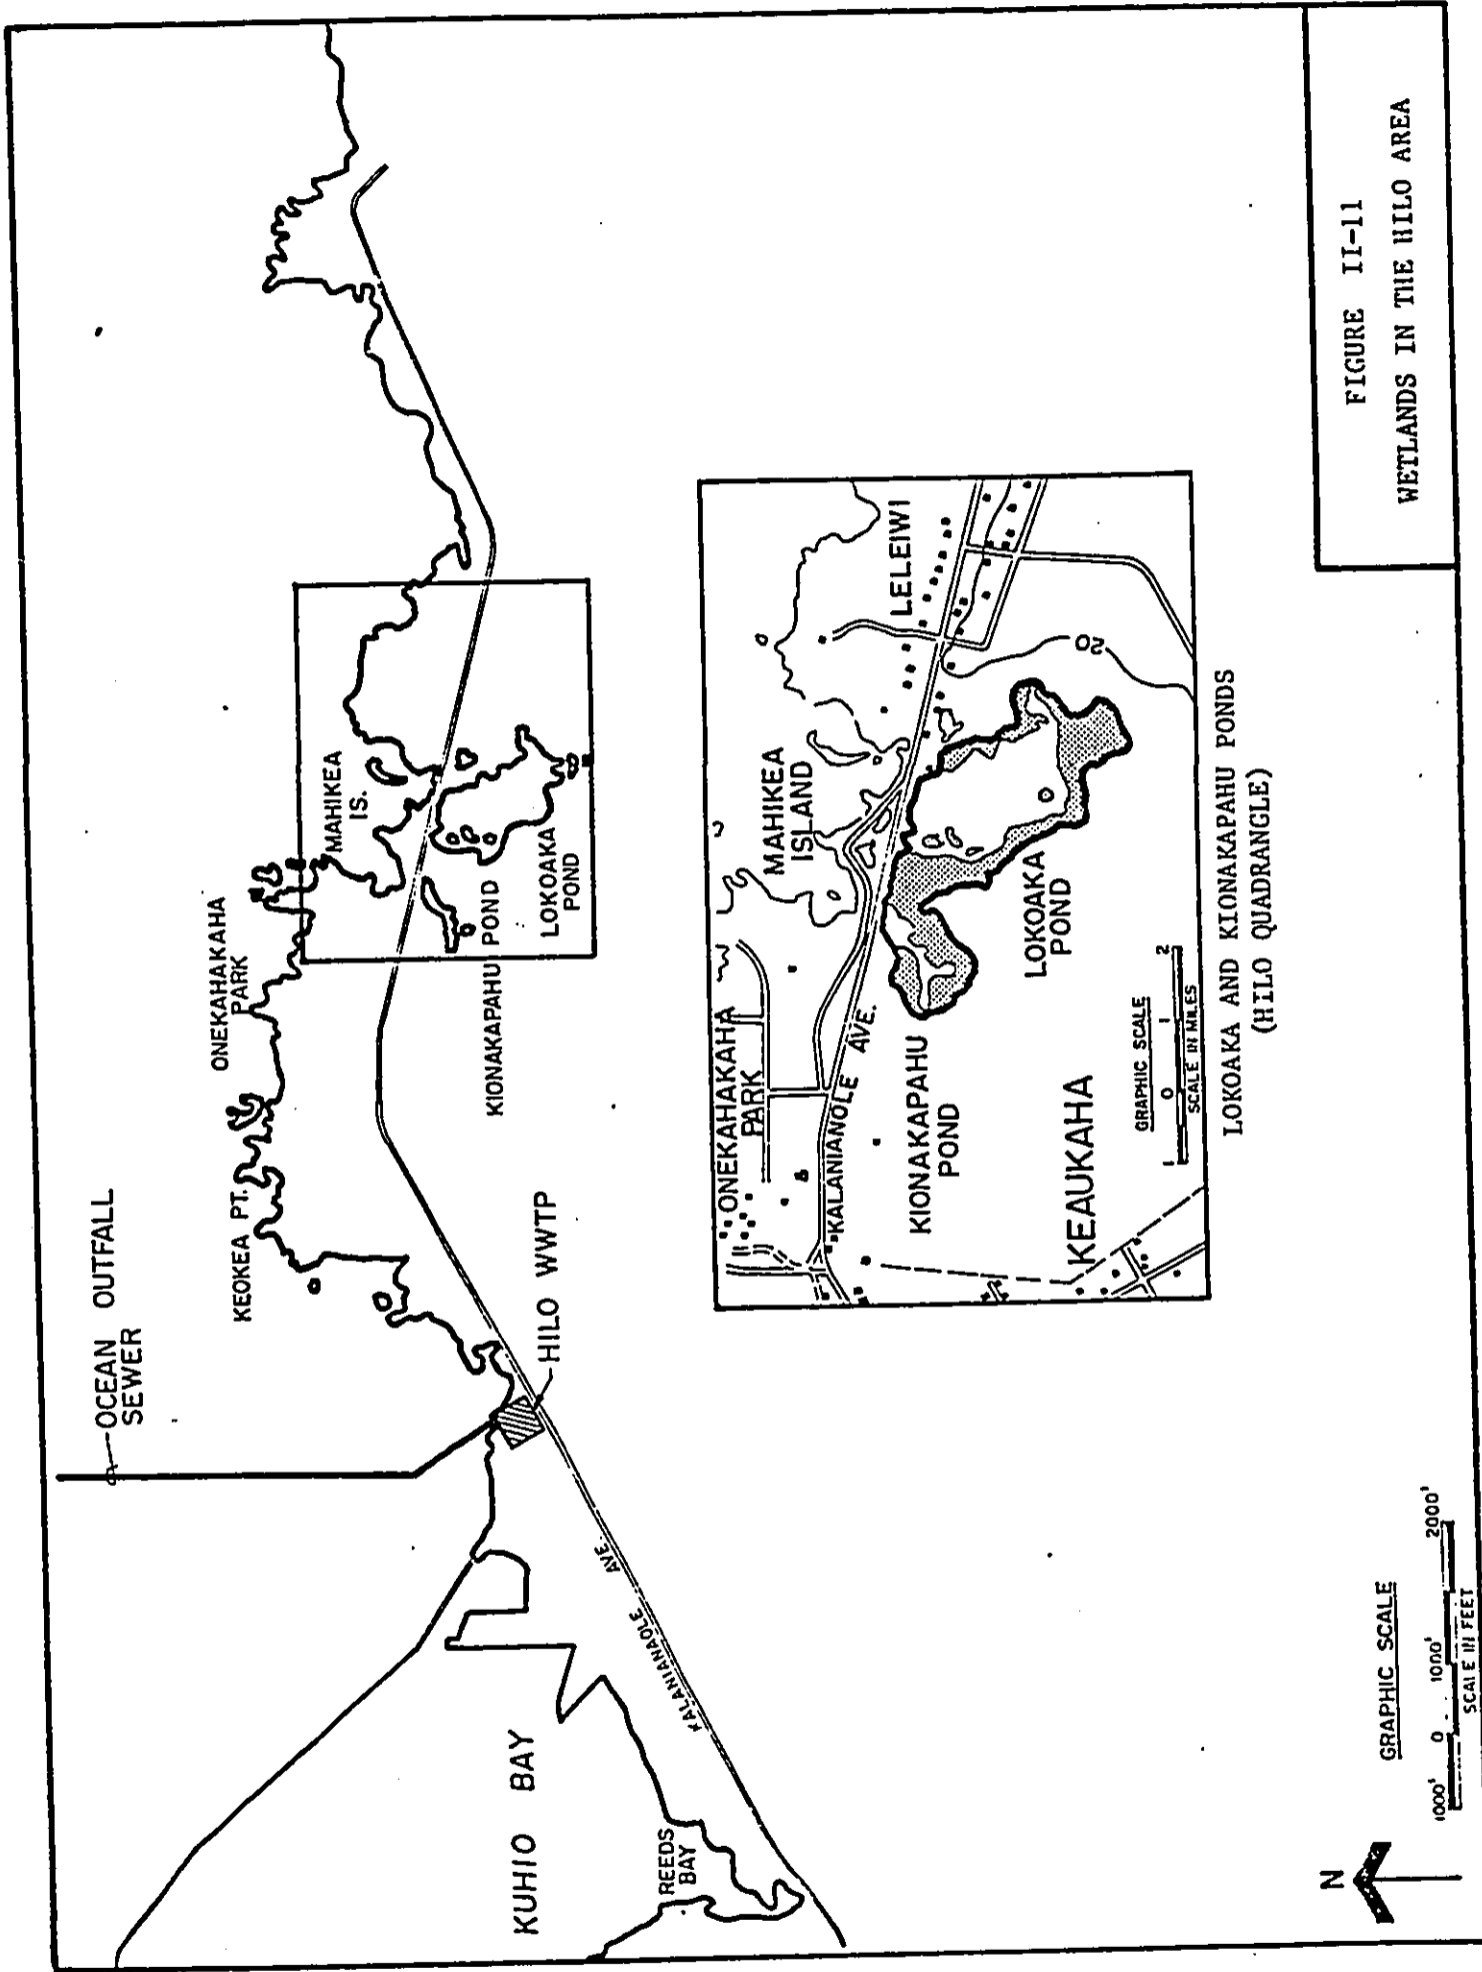 OCEAN OUTFALL
SEWER
KEOKEA PT.
ONEKAHAKAHA
PARK
MAHIKEA
IS.
HILO WWTP
KIONAKAPAHU POND
LOKOAKA
POND
KUHIO BAY
REEDS
BAY
KALANIANAOLE AVE.
ONEKAHAKAHA
PARK
MAHIKEA
ISLAND
LELEIWI
KALANIANOLE AVE.
KIONAKAPAHU
POND
LOKOAKA
POND
20
KEAUKAHA
GRAPHIC SCALE
1 0 1 2
SCALE IN MILES
LOKOAKA AND KIONAKAPAHU PONDS
(HILO QUADRANGLE)
N
GRAPHIC SCALE
1000' 0 1000' 2000'
SCALE IN FEET
FIGURE II-11
WETLANDS IN THE HILO AREA